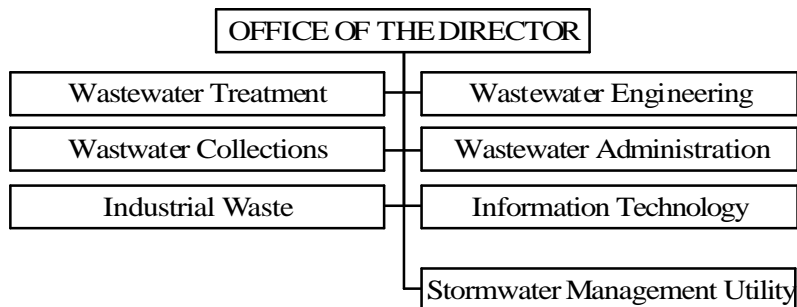 OFFICE OF THE DIRECTOR
Wastewater Treatment
Wastewater Engineering
Wastwater Collections
Wastewater Administration
Industrial Waste
Information Technology
Stormwater Management Utility